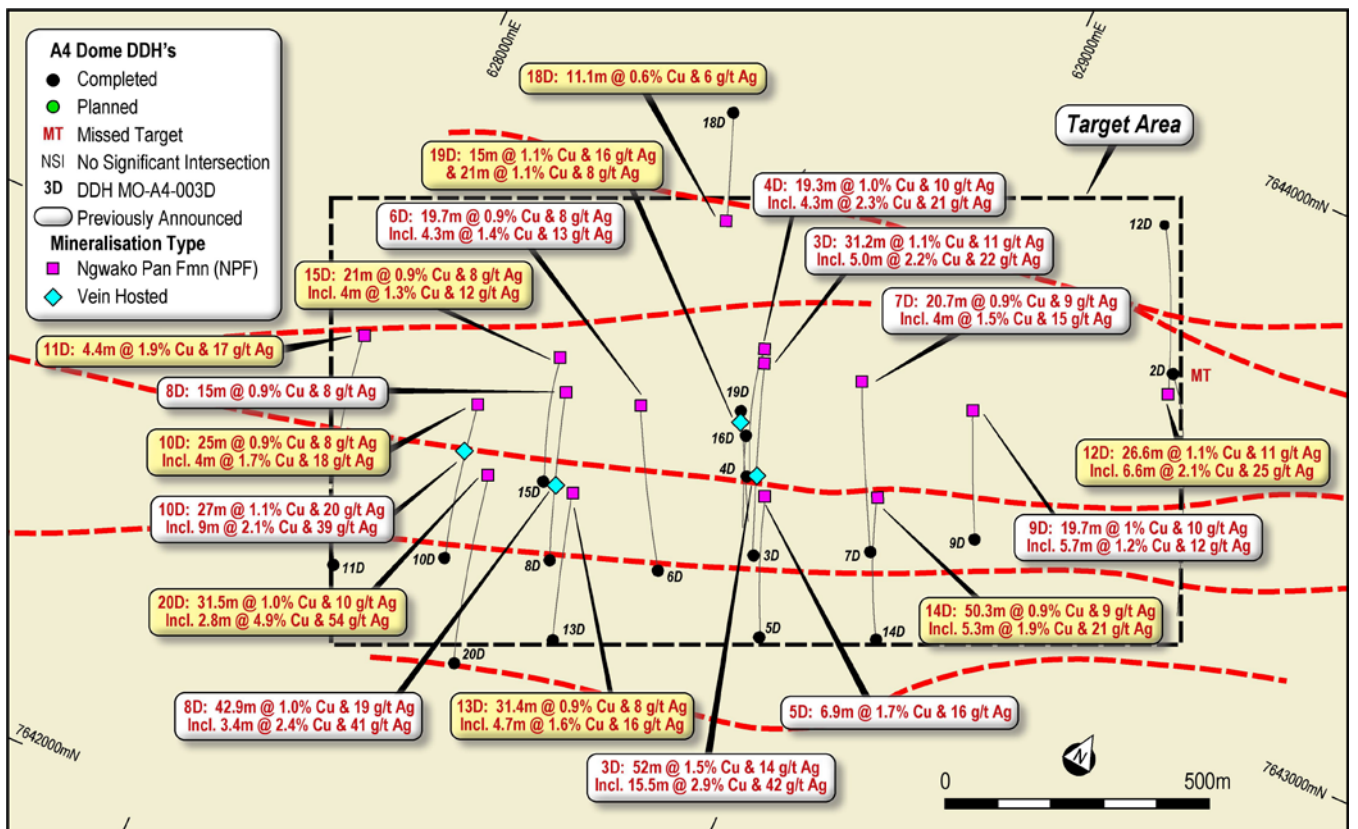 A4 Dome DDH's
Completed
Planned
MT Missed Target
NSI No Significant Intersection
3D DDH MO-A4-003D
Previously Announced
Mineralisation Type
Ngwako Pan Fmn (NPF)
Vein Hosted
628000mE
629000mE
7644000mN
7642000mN
7643000mN
Target Area
18D: 11.1m @ 0.6% Cu & 6 g/t Ag
18D
19D: 15m @ 1.1% Cu & 16 g/t Ag
& 21m @ 1.1% Cu & 8 g/t Ag
4D: 19.3m @ 1.0% Cu & 10 g/t Ag
Incl. 4.3m @ 2.3% Cu & 21 g/t Ag
6D: 19.7m @ 0.9% Cu & 8 g/t Ag
Incl. 4.3m @ 1.4% Cu & 13 g/t Ag
3D: 31.2m @ 1.1% Cu & 11 g/t Ag
Incl. 5.0m @ 2.2% Cu & 22 g/t Ag
12D
15D: 21m @ 0.9% Cu & 8 g/t Ag
Incl. 4m @ 1.3% Cu & 12 g/t Ag
7D: 20.7m @ 0.9% Cu & 9 g/t Ag
Incl. 4m @ 1.5% Cu & 15 g/t Ag
11D: 4.4m @ 1.9% Cu & 17 g/t Ag
2D
MT
8D: 15m @ 0.9% Cu & 8 g/t Ag
19D
16D
10D: 25m @ 0.9% Cu & 8 g/t Ag
Incl. 4m @ 1.7% Cu & 18 g/t Ag
12D: 26.6m @ 1.1% Cu & 11 g/t Ag
Incl. 6.6m @ 2.1% Cu & 25 g/t Ag
4D
15D
10D: 27m @ 1.1% Cu & 20 g/t Ag
Incl. 9m @ 2.1% Cu & 39 g/t Ag
9D: 19.7m @ 1% Cu & 10 g/t Ag
Incl. 5.7m @ 1.2% Cu & 12 g/t Ag
11D
10D
8D
6D
3D
7D
9D
20D: 31.5m @ 1.0% Cu & 10 g/t Ag
Incl. 2.8m @ 4.9% Cu & 54 g/t Ag
14D: 50.3m @ 0.9% Cu & 9 g/t Ag
Incl. 5.3m @ 1.9% Cu & 21 g/t Ag
20D
13D
5D
14D
8D: 42.9m @ 1.0% Cu & 19 g/t Ag
Incl. 3.4m @ 2.4% Cu & 41 g/t Ag
13D: 31.4m @ 0.9% Cu & 8 g/t Ag
Incl. 4.7m @ 1.6% Cu & 16 g/t Ag
5D: 6.9m @ 1.7% Cu & 16 g/t Ag
3D: 52m @ 1.5% Cu & 14 g/t Ag
Incl. 15.5m @ 2.9% Cu & 42 g/t Ag
N
0 500m